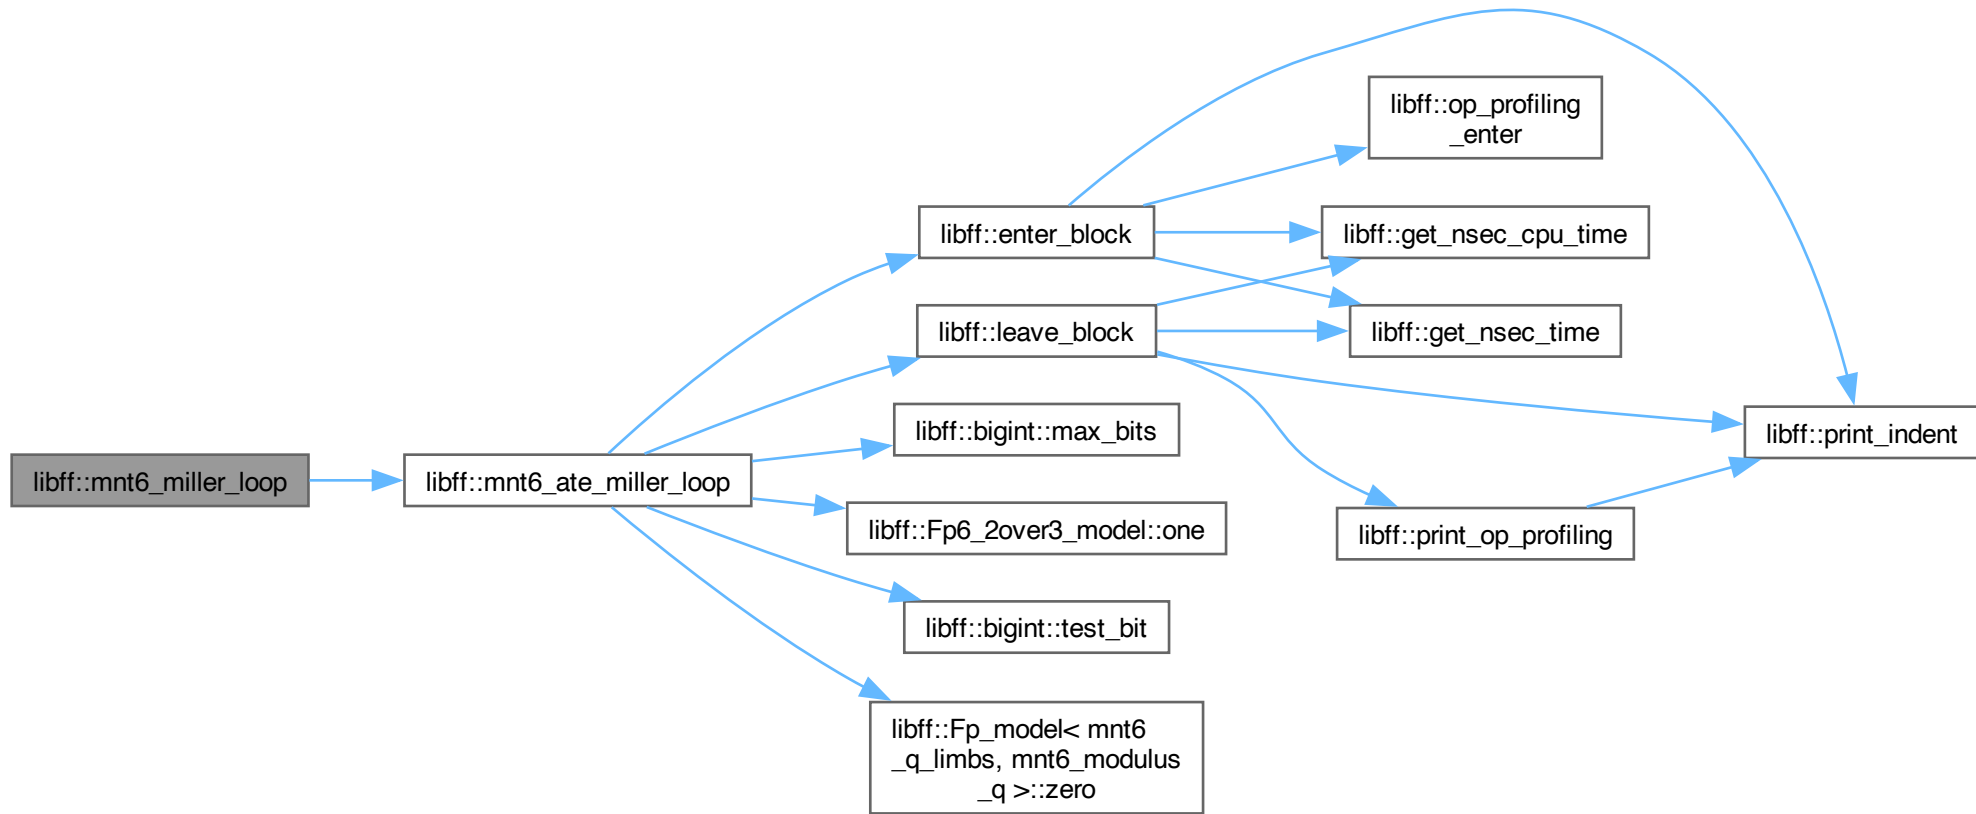 libff::mnt6_miller_loop
libff::mnt6_ate_miller_loop
libff::enter_block
libff::leave_block
libff::bigint::max_bits
libff::Fp6_2over3_model::one
libff::bigint::test_bit
libff::Fp_model< mnt6
_q_limbs, mnt6_modulus
_q >::zero
libff::op_profiling
_enter
libff::get_nsec_cpu_time
libff::get_nsec_time
libff::print_op_profiling
libff::print_indent